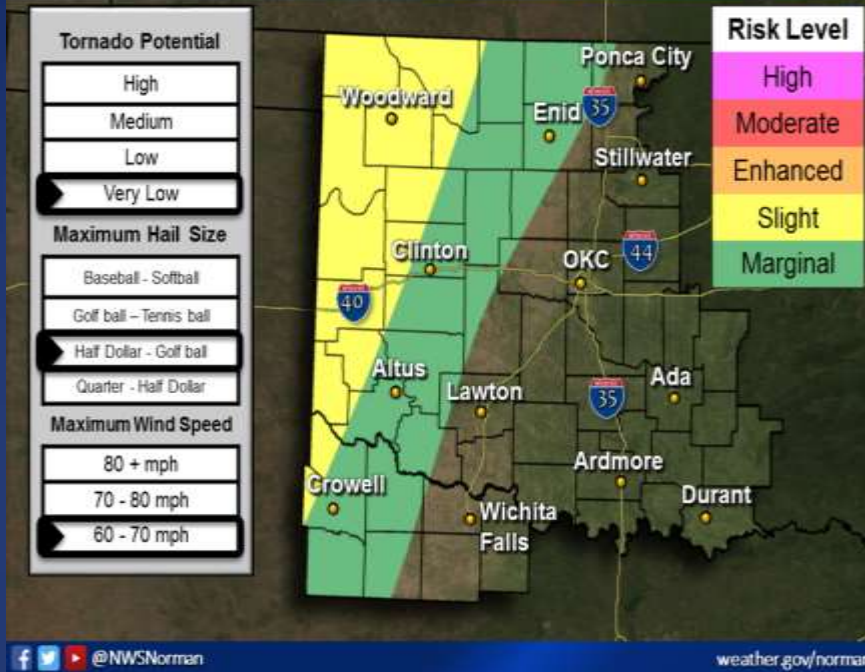 Tornado Potential
High
Medium
Low
Very Low
Maximum Hail Size
Baseball - Softball
Golf ball – Tennis ball
Half Dollar - Golf ball
Quarter - Half Dollar
Maximum Wind Speed
80 + mph
70 - 80 mph
60 - 70 mph
Ponca City
Woodward
Enid
35
Stillwater
Clinton
OKC
44
40
Altus
Lawton
35
Ada
Crowell
Ardmore
Wichita
Falls
Durant
Risk Level
High
Moderate
Enhanced
Slight
Marginal
@NWSNorman
weather.gov/norma